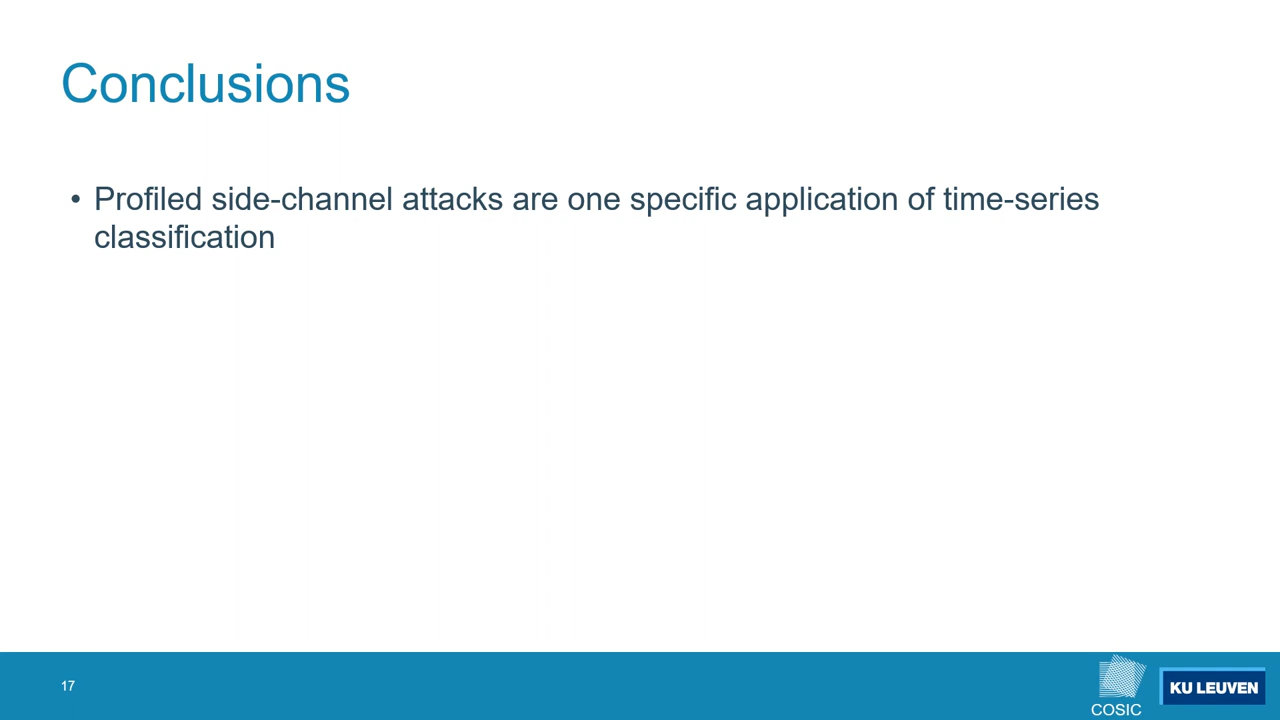 Conclusions
• Profiled side-channel attacks are one specific application of time-series
classification
17
COSIC
KU LEUVEN